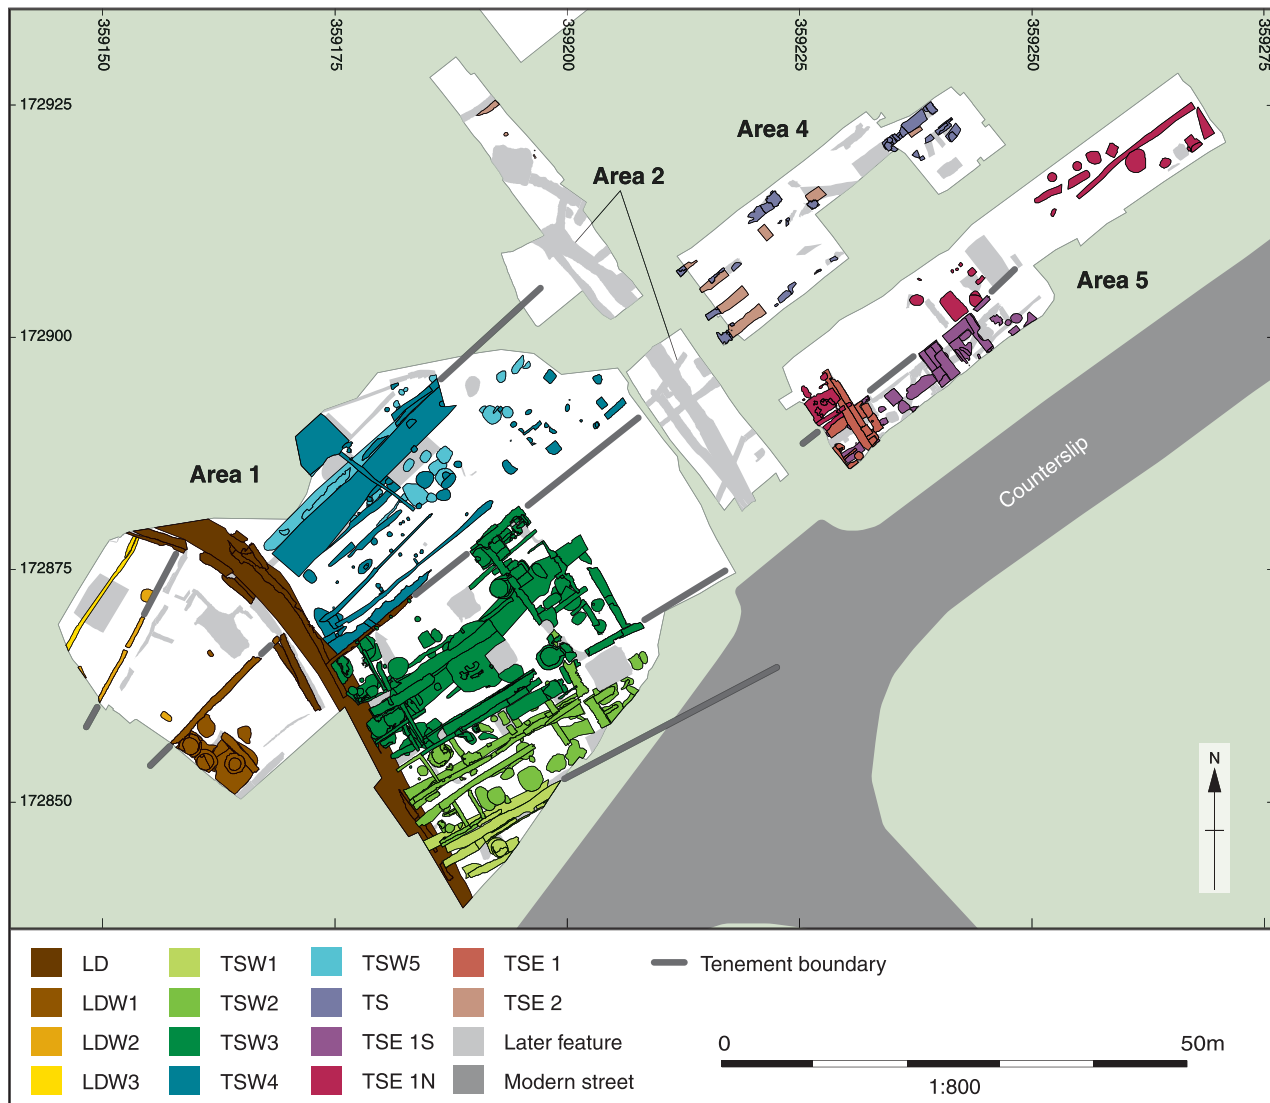 359150
359175
359200
359225
359250
359275
172925
172900
172875
172850
Area 4
Area 2
Area 5
Area 1
Counterslip
N
LD
LDW1
LDW2
LDW3
TSW1
TSW2
TSW3
TSW4
TSW5
TS
TSE 1S
TSE 1N
TSE 1
TSE 2
Later feature
Modern street
Tenement boundary
0
50m
1:800